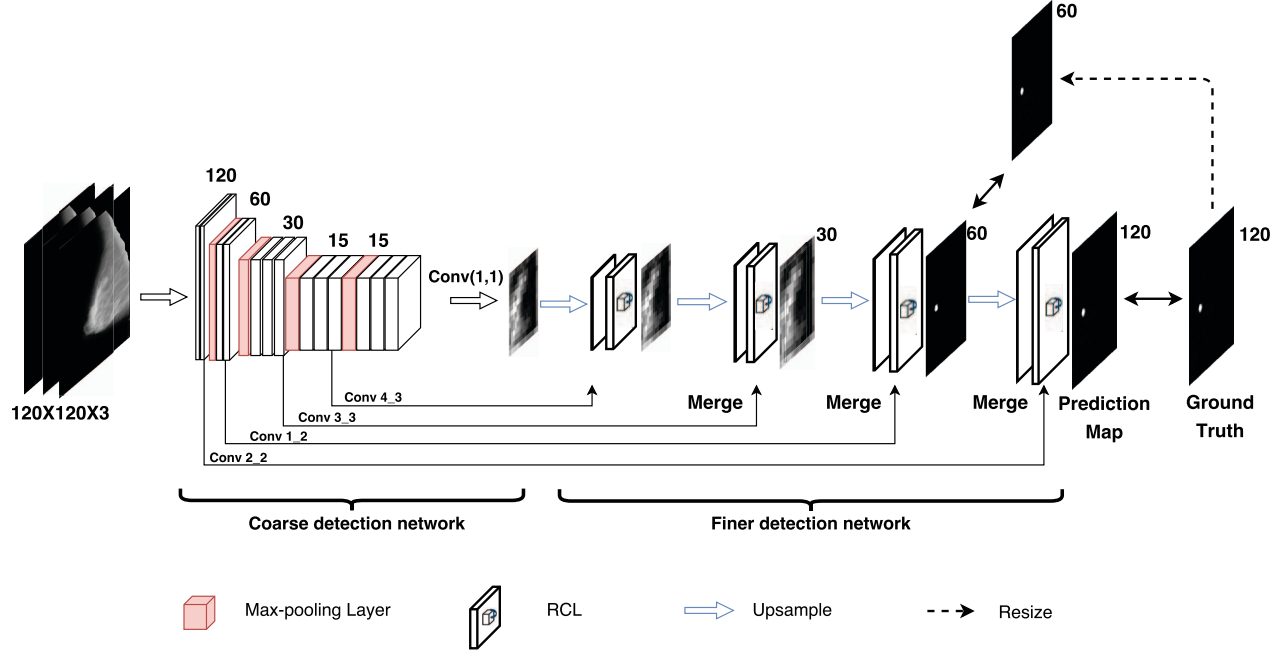 60
120
60
30
15 15
Conv(1,1)
30
60
120
120
120X120X3
Conv 4_3
Conv 3_3
Conv 1_2
Conv 2_2
Merge
Merge
Merge
Prediction
Map
Ground
Truth
Coarse detection network
Finer detection network
Max-pooling Layer
RCL
Upsample
Resize